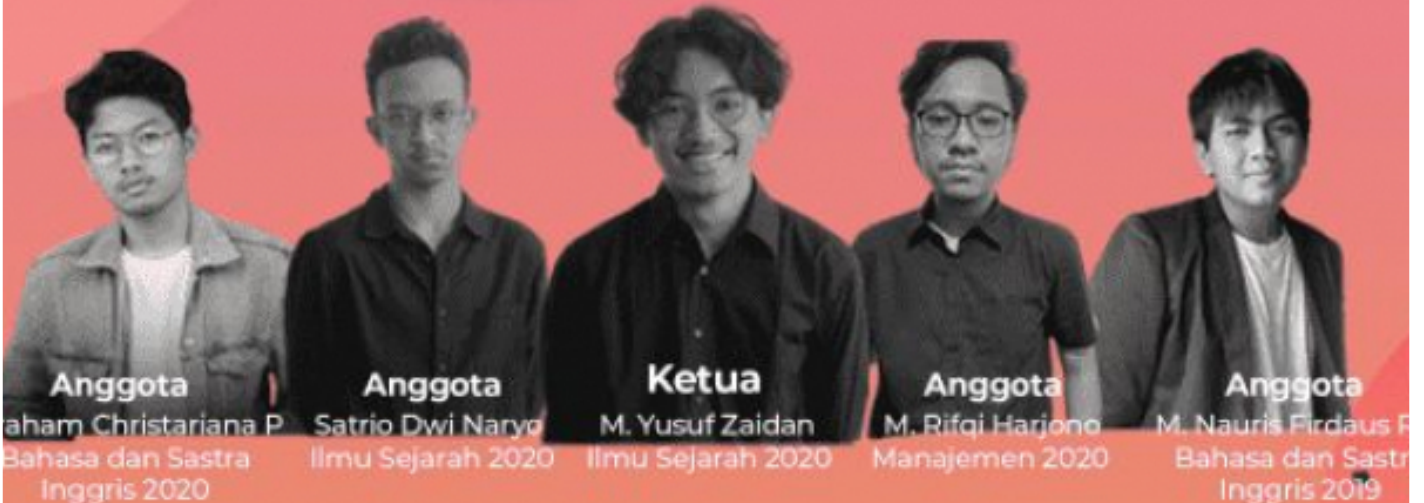 Anggota
raham Christariana P
Bahasa dan Sastra
Inggris 2020
Anggota
Satrio Dwi Naryo
Ilmu Sejarah 2020
Ketua
M. Yusuf Zaidan
Ilmu Sejarah 2020
Anggota
M. Rifqi Harjono
Manajemen 2020
Anggota
M. Nauris Firdaus
Bahasa dan Sastr
Inggris 2019